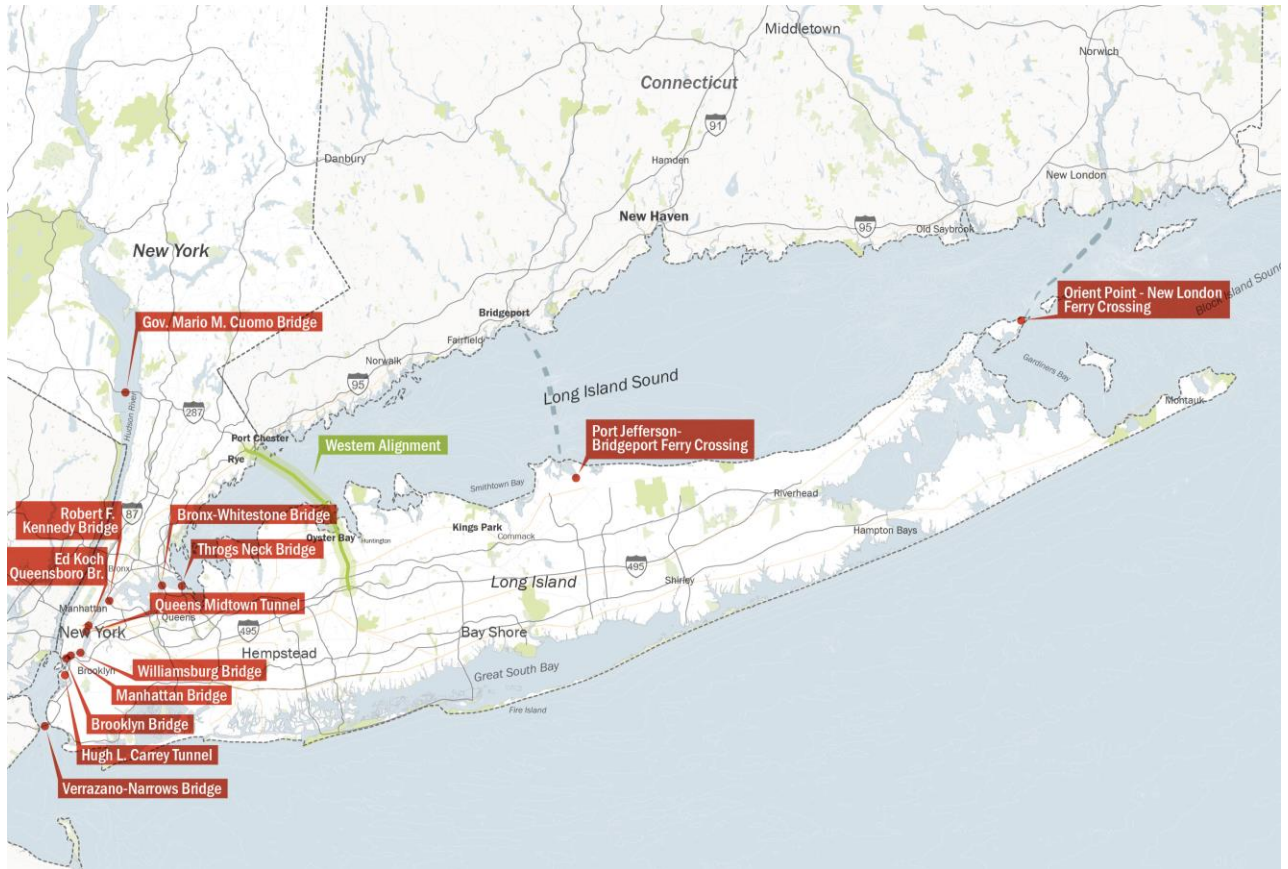 Middletown
Norwich
Connecticut
91
Danbury
Hamden
New London
New Haven
95
Old Saybrook
New York
Block Island Sound
Orient Point - New London
Ferry Crossing
Gov. Mario M. Cuomo Bridge
Bridgeport
Fairfield
Norwalk
95
Gardiners Bay
Long Island Sound
Montauk
Hudson River
287
Port Chester
Rye
Western Alignment
Port Jefferson-
Bridgeport Ferry Crossing
Smithtown Bay
Riverhead
Robert F.
Kennedy Bridge
87
Bronx-Whitestone Bridge
Kings Park
Commack
Hampton Bays
Oyster Bay
Huntington
Throgs Neck Bridge
Ed Koch
Queensboro Br.
Bronx
495
Long Island
Shirley
Manhattan
Queens Midtown Tunnel
Queens
New York
495
Bay Shore
Hempstead
Brooklyn
Williamsburg Bridge
Great South Bay
Manhattan Bridge
Fire Island
Brooklyn Bridge
Hugh L. Carrey Tunnel
Verrazano-Narrows Bridge